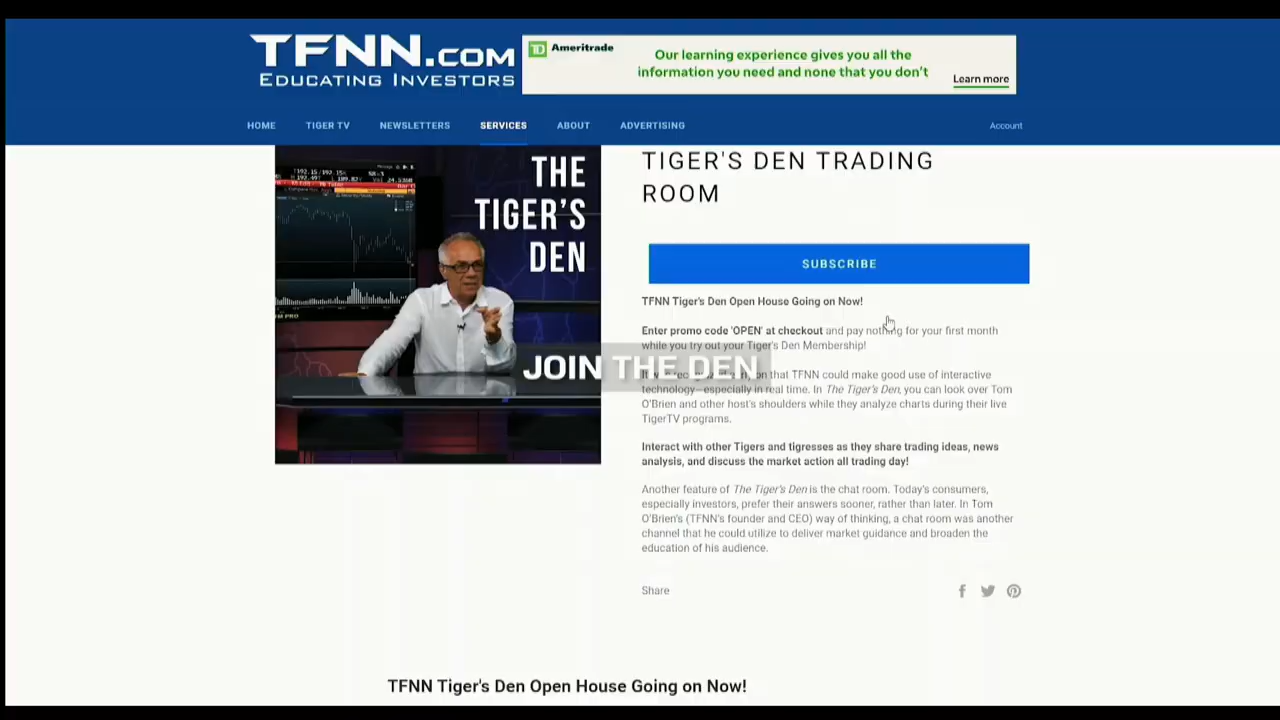 TFNN.COM
EDUCATING INVESTORS
TD Ameritrade
Our learning experience gives you all the
information you need and none that you don't
Learn more
HOME TIGER TV NEWSLETTERS SERVICES ABOUT ADVERTISING Account
THE
TIGER'S
DEN
TIGER'S DEN TRADING
ROOM
SUBSCRIBE
TFNN Tiger's Den Open House Going on Now!
Enter promo code 'OPEN' at checkout and pay nothing for your first month
while you try out your Tiger's Den Membership!
JOIN THE DEN
that TFNN could make good use of interactive
technology—especially in real time. In The Tiger's Den, you can look over Tom
O'Brien and other host's shoulders while they analyze charts during their live
TigerTV programs.
Interact with other Tigers and tigresses as they share trading ideas, news
analysis, and discuss the market action all trading day!
Another feature of The Tiger's Den is the chat room. Today's consumers,
especially investors, prefer their answers sooner, rather than later. In Tom
O'Brien's (TFNN's founder and CEO) way of thinking, a chat room was another
channel that he could utilize to deliver market guidance and broaden the
education of his audience.
Share
TFNN Tiger's Den Open House Going on Now!